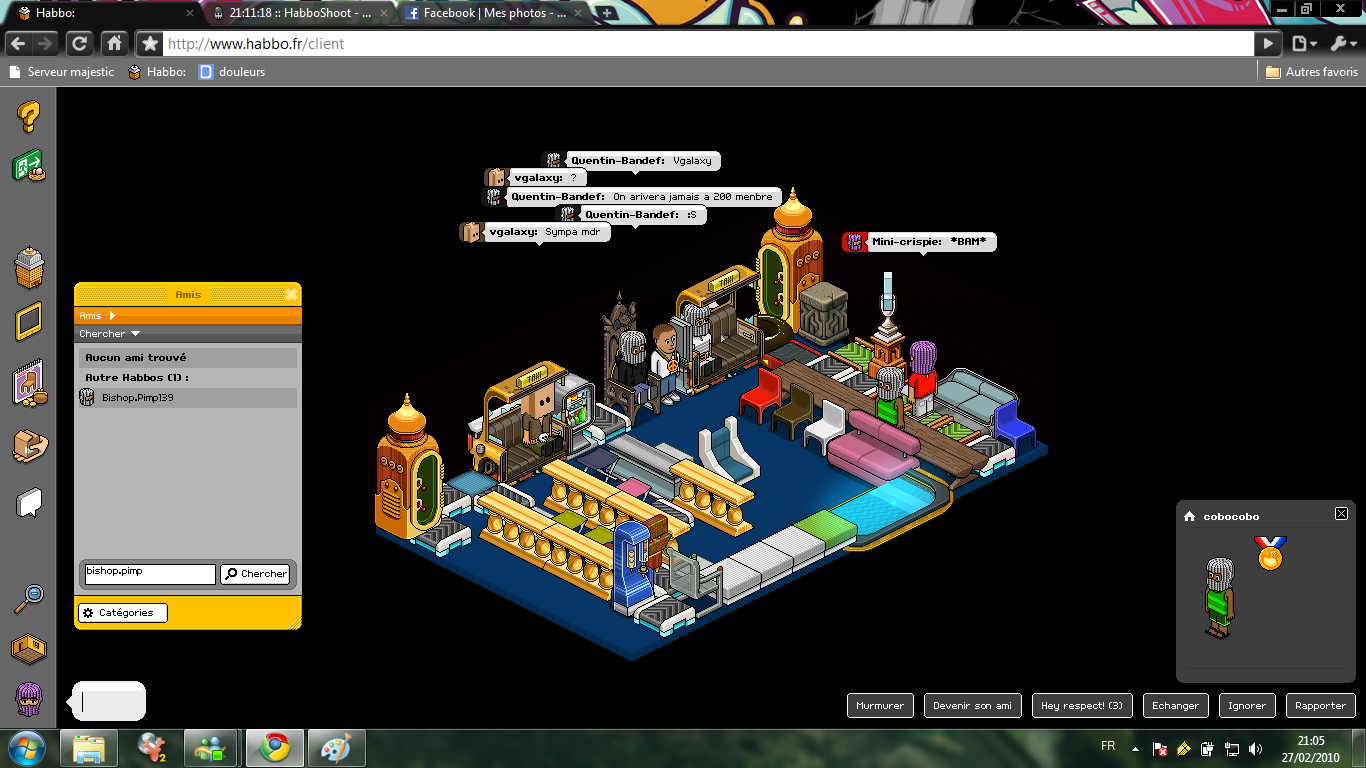 Habbo:
21:11:18 :: HabboShoot - ...
Facebook | Mes photos - ...
http://www.habbo.fr/client
Serveur majestic
Habbo:
douleurs
Autres favoris
Quentin-Bandef: Vgalaxy
vgalaxy: ?
Quentin-Bandef: On arivera jamais a 200 menbre
Quentin-Bandef: :S
vgalaxy: Sympa mdr
Mini-crispie: *BAM*
TAXI
TAXI
Amis
Amis
Chercher
Aucun ami trouvé
Autre Habbos (1) :
Bishop.Pimp139
bishop.pimp
Chercher
Catégories
cobocobo
Murmurer
Devenir son ami
Hey respect! (3)
Echanger
Ignorer
Rapporter
FR
21:05
27/02/2010